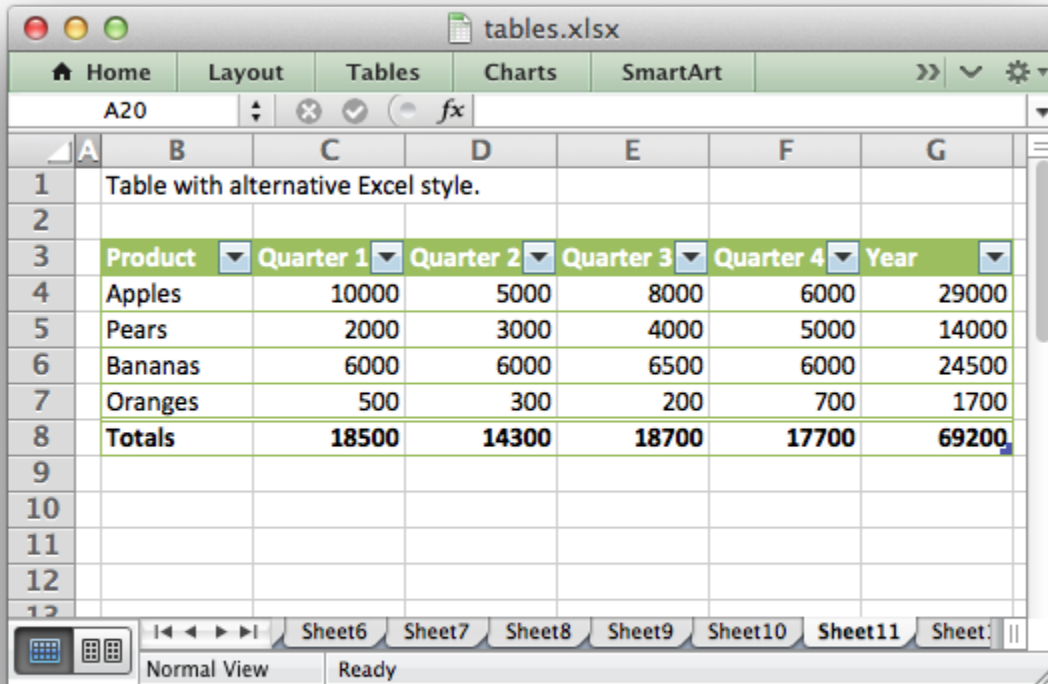 tables.xlsx
Home Layout Tables Charts SmartArt
A20 fx
A B C D E F G
1 Table with alternative Excel style.
2
3 Product Quarter 1 Quarter 2 Quarter 3 Quarter 4 Year
4 Apples 10000 5000 8000 6000 29000
5 Pears 2000 3000 4000 5000 14000
6 Bananas 6000 6000 6500 6000 24500
7 Oranges 500 300 200 700 1700
8 Totals 18500 14300 18700 17700 69200
9
10
11
12
13
Sheet6 Sheet7 Sheet8 Sheet9 Sheet10 Sheet11
Normal View Ready